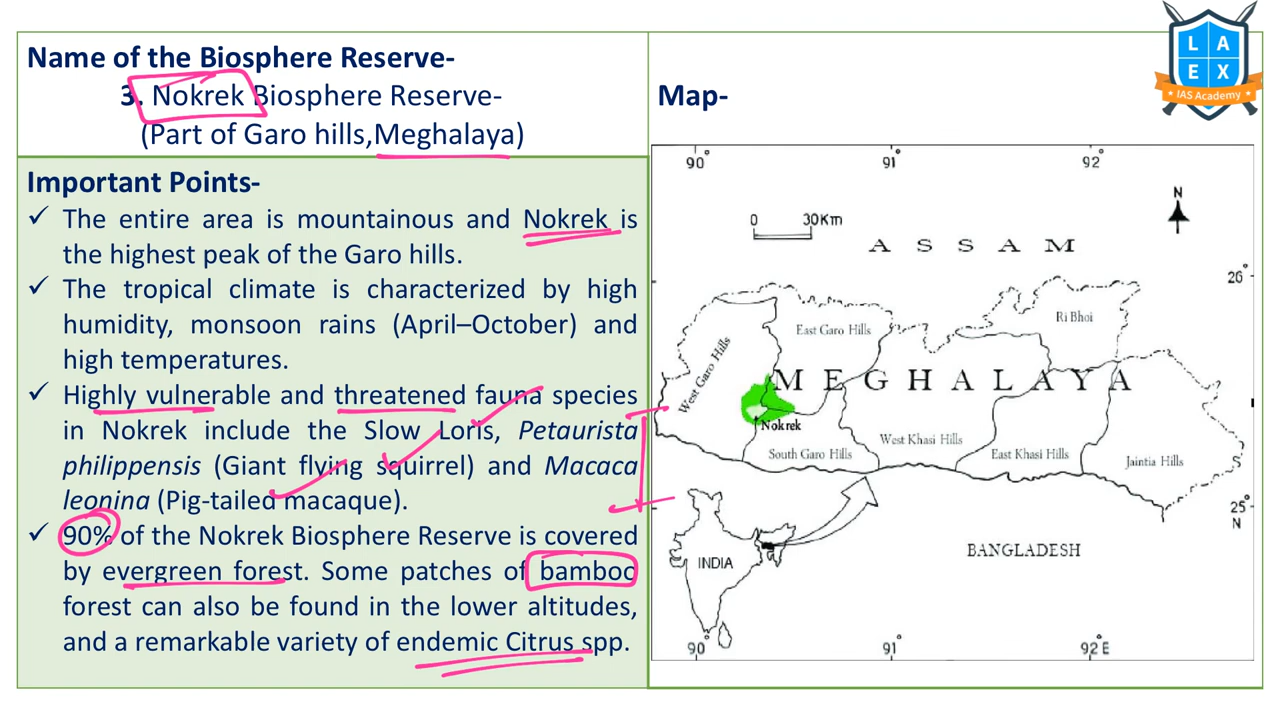 Name of the Biosphere Reserve-
3. Nokrek Biosphere Reserve-
(Part of Garo hills,Meghalaya)
Important Points-
✓ The entire area is mountainous and Nokrek is
the highest peak of the Garo hills.
✓ The tropical climate is characterized by high
humidity, monsoon rains (April–October) and
high temperatures.
✓ Highly vulnerable and threatened fauna species
in Nokrek include the Slow Loris, Petaurista
philippensis (Giant flying squirrel) and Macaca
leonina (Pig-tailed macaque).
✓ 90% of the Nokrek Biosphere Reserve is covered
by evergreen forest. Some patches of bamboo
forest can also be found in the lower altitudes,
and a remarkable variety of endemic Citrus spp.
Map-
L A
E X
IAS Academy
90° 91° 92°
N
0 30Km
ASSAM
26°
Ri Bhoi
East Garo Hills
West Garo Hills
MEGHALAYA
Nokrek
West Khasi Hills
South Garo Hills
East Khasi Hills
Jaintia Hills
25°
N
BANGLADESH
INDIA
90° 91° 92°E